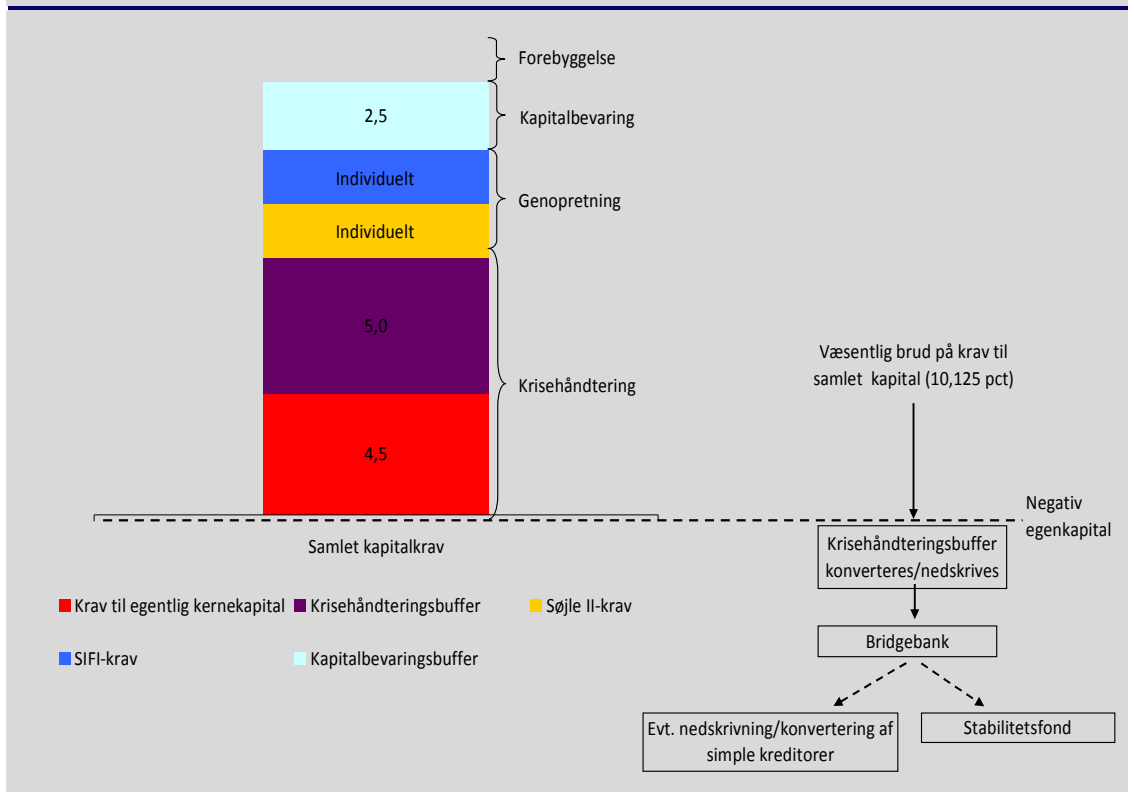 Forebyggelse
2,5
Kapitalbevaring
Individuelt
Genopretning
Individuelt
5,0
Krisehåndtering
4,5
Samlet kapitalkrav
Væsentlig brud på krav til
samlet kapital (10,125 pct)
Negativ
egenkapital
Krisehåndteringsbuffer
konverteres/nedskrives
Bridgebank
Evt. nedskrivning/konvertering af
simple kreditorer
Stabilitetsfond
Krav til egentlig kernekapital
Krisehåndteringsbuffer
Søjle II-krav
SIFI-krav
Kapitalbevaringsbuffer